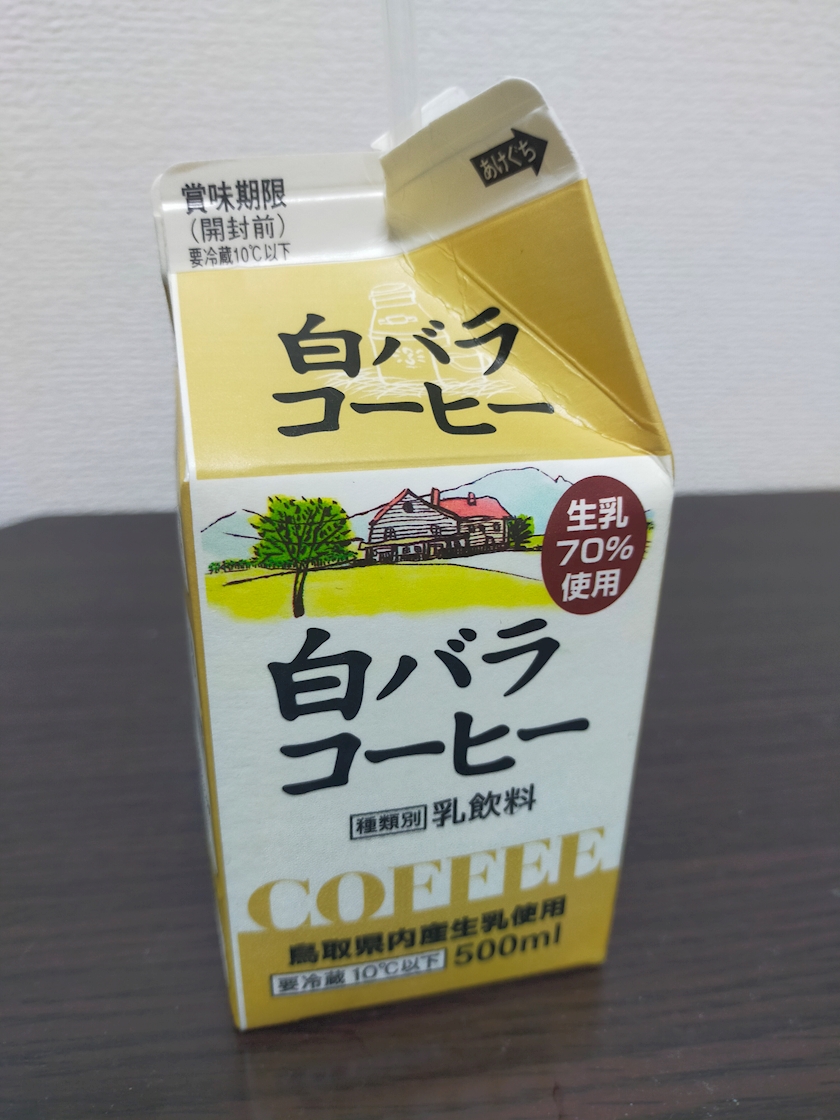 あけぐち
賞味期限
(開封前)
要冷蔵10℃以下
白バラ
コーヒー
生乳
70%
使用
白バラ
コーヒー
種類別 乳飲料
COFFEE
鳥取県内産生乳使用
要冷蔵 10℃以下 500ml